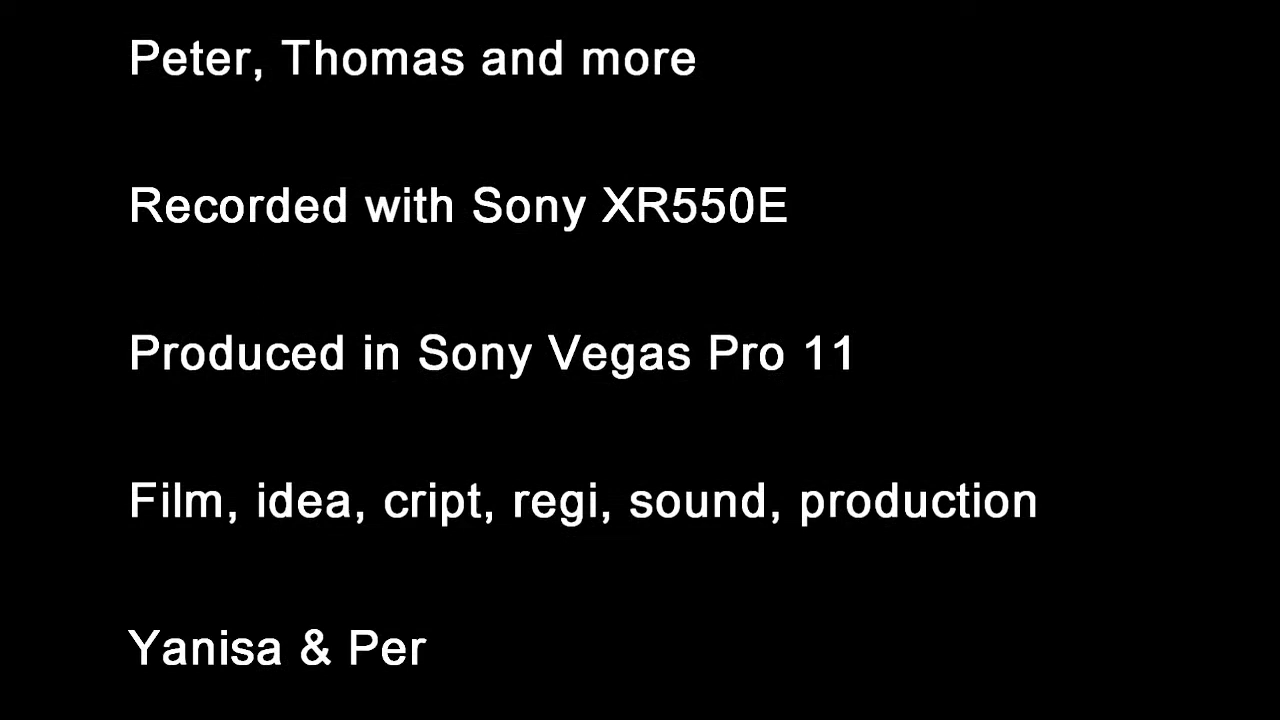 Peter, Thomas and more
Recorded with Sony XR550E
Produced in Sony Vegas Pro 11
Film, idea, cript, regi, sound, production
Yanisa & Per